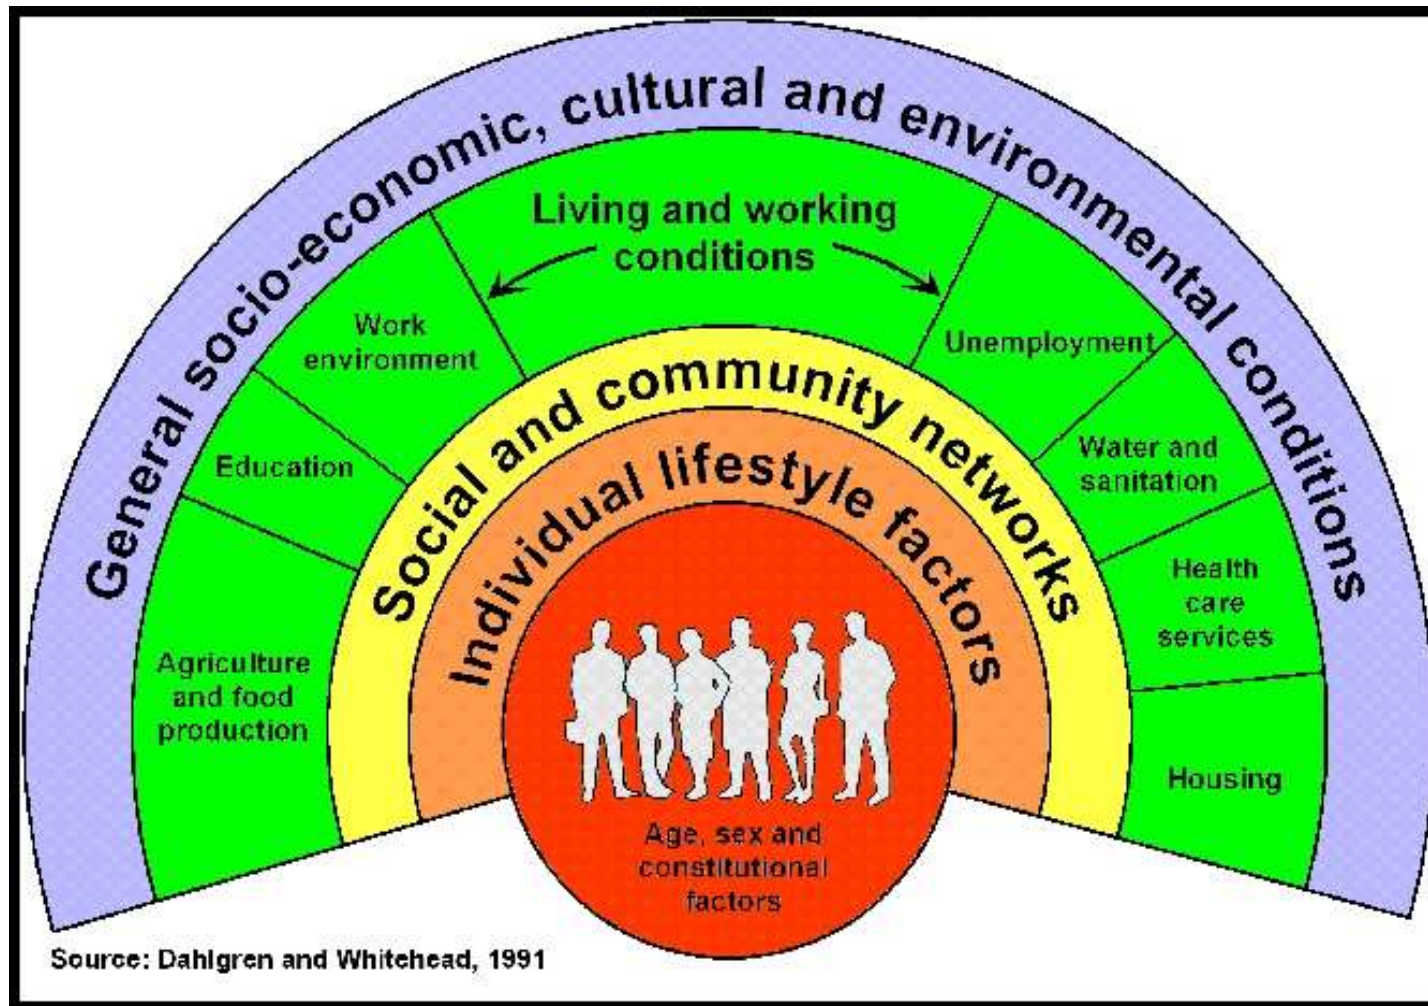 General socio-economic, cultural and environmental conditions
Living and working
conditions
Work
environment
Unemployment
Education
Water and
sanitation
Agriculture
and food
production
Health
care
services
Housing
Social and community networks
Individual lifestyle factors
Age, sex and
constitutional
factors
Source: Dahlgren and Whitehead, 1991